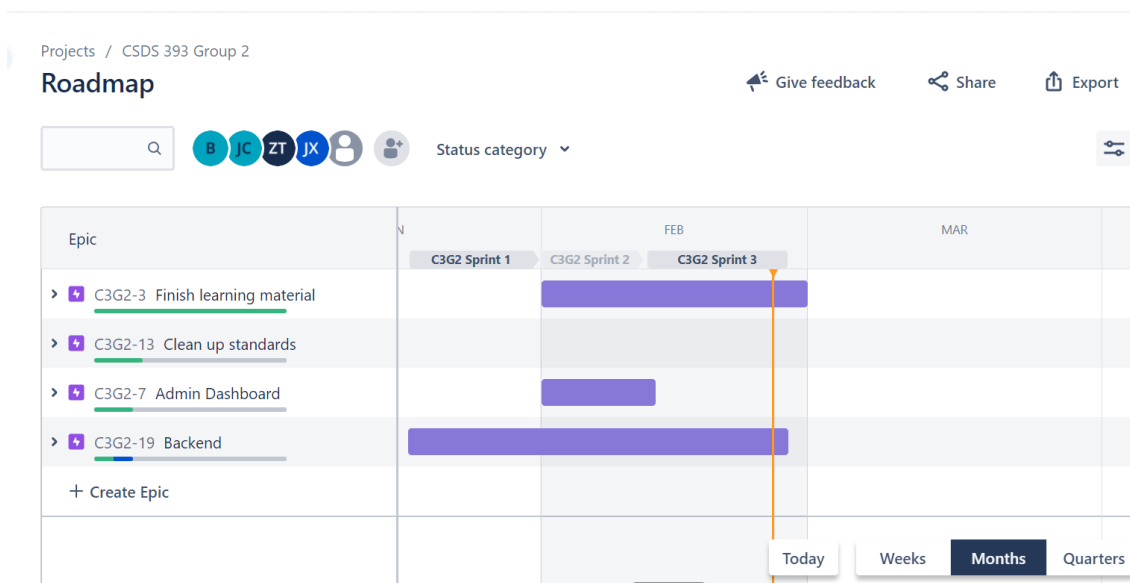 Projects / CSDS 393 Group 2
Roadmap
Give feedback
Share
Export
B JC ZT JX
Status category
Epic
FEB
MAR
C3G2 Sprint 1
C3G2 Sprint 2
C3G2 Sprint 3
C3G2-3 Finish learning material
C3G2-13 Clean up standards
C3G2-7 Admin Dashboard
C3G2-19 Backend
+ Create Epic
Today
Weeks
Months
Quarters